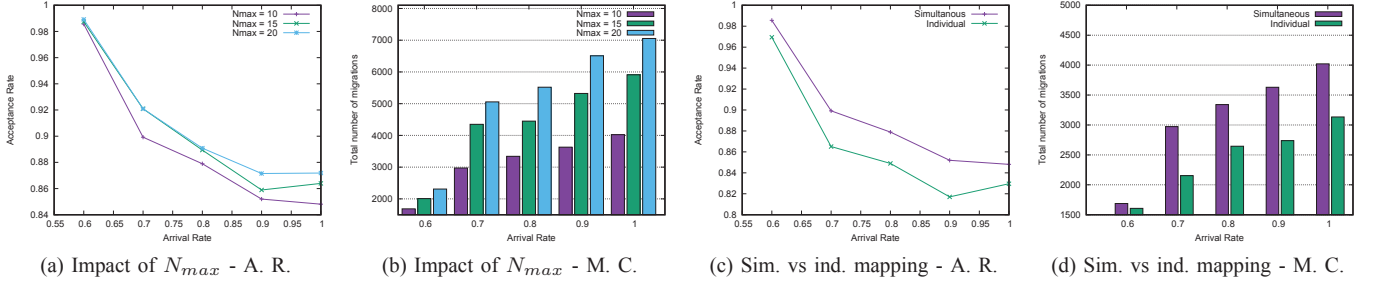 Acceptance Rate
1
0.98
0.96
0.94
0.92
0.9
0.88
0.86
0.84
0.55 0.6 0.65 0.7 0.75 0.8 0.85 0.9 0.95 1
Arrival Rate
Nmax = 10
Nmax = 15
Nmax = 20
(a) Impact of N_max - A. R.
Total number of migrations
8000
7000
6000
5000
4000
3000
2000
0.6 0.7 0.8 0.9 1
Arrival Rate
Nmax = 10
Nmax = 15
Nmax = 20
(b) Impact of N_max - M. C.
Acceptance Rate
1
0.98
0.96
0.94
0.92
0.9
0.88
0.86
0.84
0.82
0.8
0.55 0.6 0.65 0.7 0.75 0.8 0.85 0.9 0.95 1
Arrival Rate
Simultanous
Individual
(c) Sim. vs ind. mapping - A. R.
Total number of migrations
5000
4500
4000
3500
3000
2500
2000
1500
0.6 0.7 0.8 0.9 1
Arrival Rate
Simultanous
Individual
(d) Sim. vs ind. mapping - M. C.